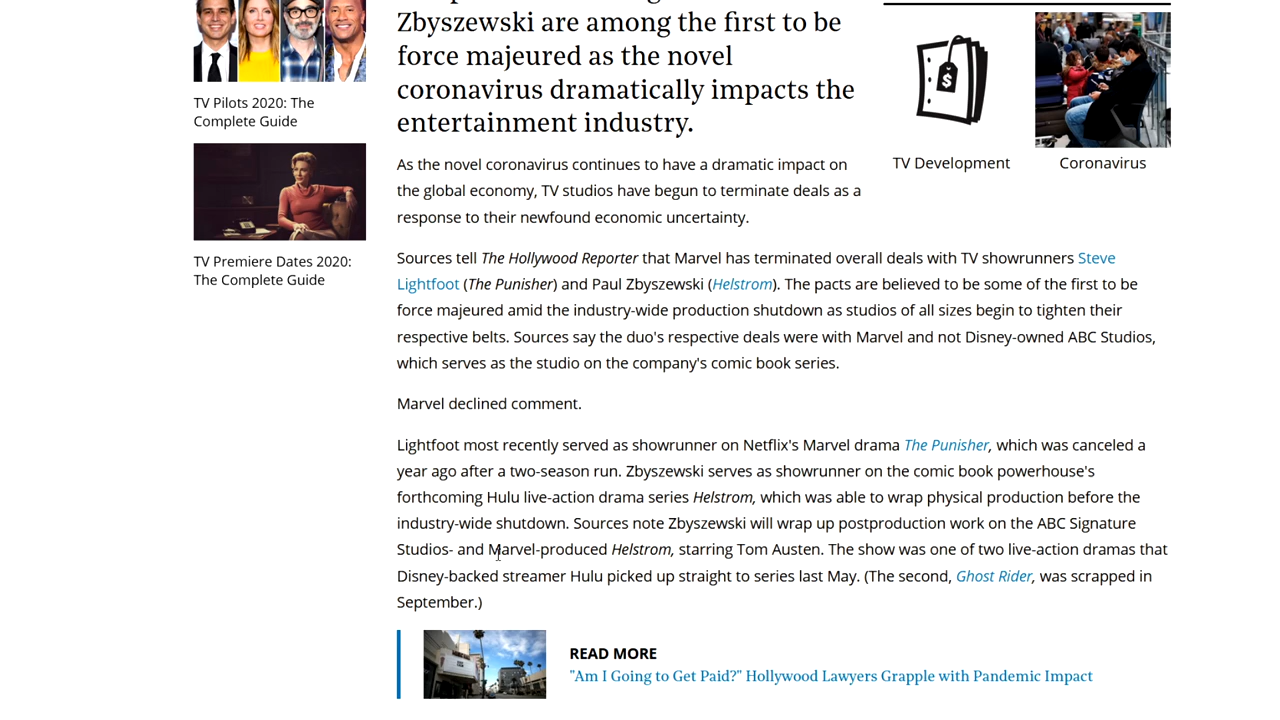 Zbyszewski are among the first to be
force majeured as the novel
coronavirus dramatically impacts the
entertainment industry.
TV Pilots 2020: The
Complete Guide
TV Premiere Dates 2020:
The Complete Guide
As the novel coronavirus continues to have a dramatic impact on
the global economy, TV studios have begun to terminate deals as a
response to their newfound economic uncertainty.
TV Development
Coronavirus
Sources tell The Hollywood Reporter that Marvel has terminated overall deals with TV showrunners Steve
Lightfoot (The Punisher) and Paul Zbyszewski (Helstrom). The pacts are believed to be some of the first to be
force majeured amid the industry-wide production shutdown as studios of all sizes begin to tighten their
respective belts. Sources say the duo's respective deals were with Marvel and not Disney-owned ABC Studios,
which serves as the studio on the company's comic book series.
Marvel declined comment.
Lightfoot most recently served as showrunner on Netflix's Marvel drama The Punisher, which was canceled a
year ago after a two-season run. Zbyszewski serves as showrunner on the comic book powerhouse's
forthcoming Hulu live-action drama series Helstrom, which was able to wrap physical production before the
industry-wide shutdown. Sources note Zbyszewski will wrap up postproduction work on the ABC Signature
Studios- and Marvel-produced Helstrom, starring Tom Austen. The show was one of two live-action dramas that
Disney-backed streamer Hulu picked up straight to series last May. (The second, Ghost Rider, was scrapped in
September.)
READ MORE
"Am I Going to Get Paid?" Hollywood Lawyers Grapple with Pandemic Impact